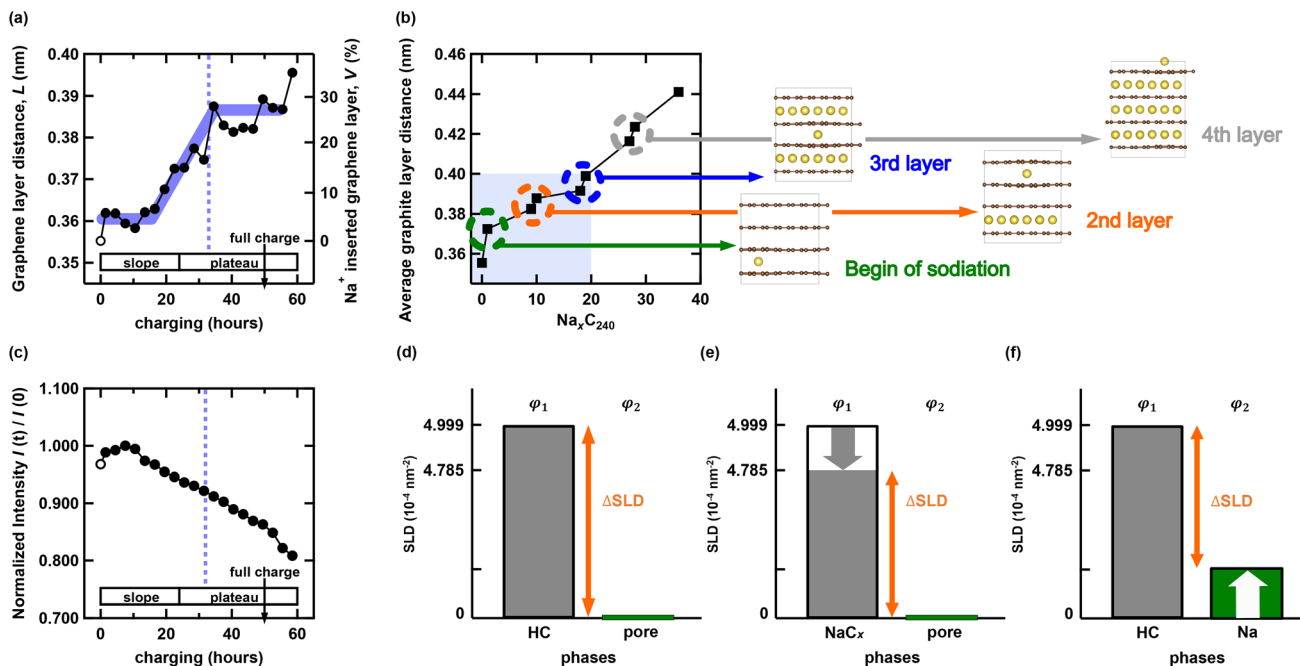 (a)
Graphene layer distance, L (nm)
0.40
0.39
0.38
0.37
0.36
0.35
Na+ inserted graphene layer, V (%)
30
20
10
0
full charge
slope
plateau
0
20
40
60
charging (hours)
(b)
Average graphite layer distance (nm)
0.46
0.44
0.42
0.40
0.38
0.36
0
10
20
30
40
NaxC240
3rd layer
4th layer
2nd layer
Begin of sodiation
(c)
Normalized Intensity I (t) / I (0)
1.100
1.000
0.900
0.800
0.700
full charge
slope
plateau
0
20
40
60
charging (hours)
(d)
SLD (10-4 nm-2)
4.999
4.785
0
φ1
φ2
ΔSLD
HC
pore
phases
(e)
SLD (10-4 nm-2)
4.999
4.785
0
φ1
φ2
ΔSLD
NaCx
pore
phases
(f)
SLD (10-4 nm-2)
4.999
4.785
0
φ1
φ2
ΔSLD
HC
Na
phases